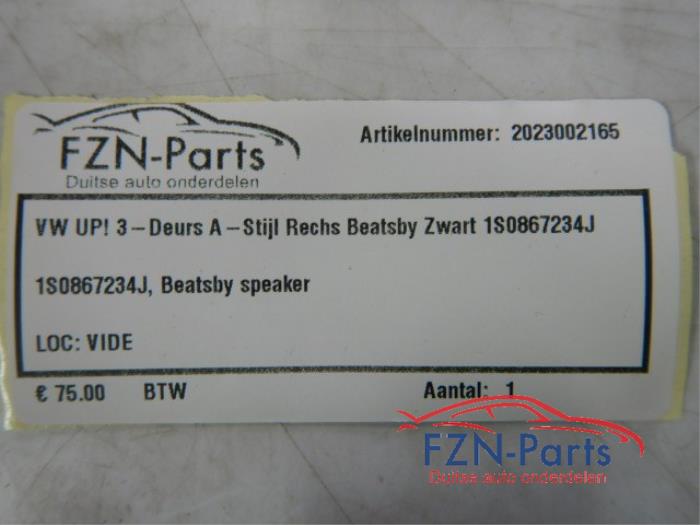 FZN-Parts
Duitse auto onderdelen
Artikelnummer: 2023002165
VW UP! 3-Deurs A-Stijl Rechs Beatsby Zwart 1S0867234J
1S0867234J, Beatsby speaker
LOC: VIDE
€ 75.00 BTW Aantal: 1
FZN-Parts
Duitse auto onderdelen